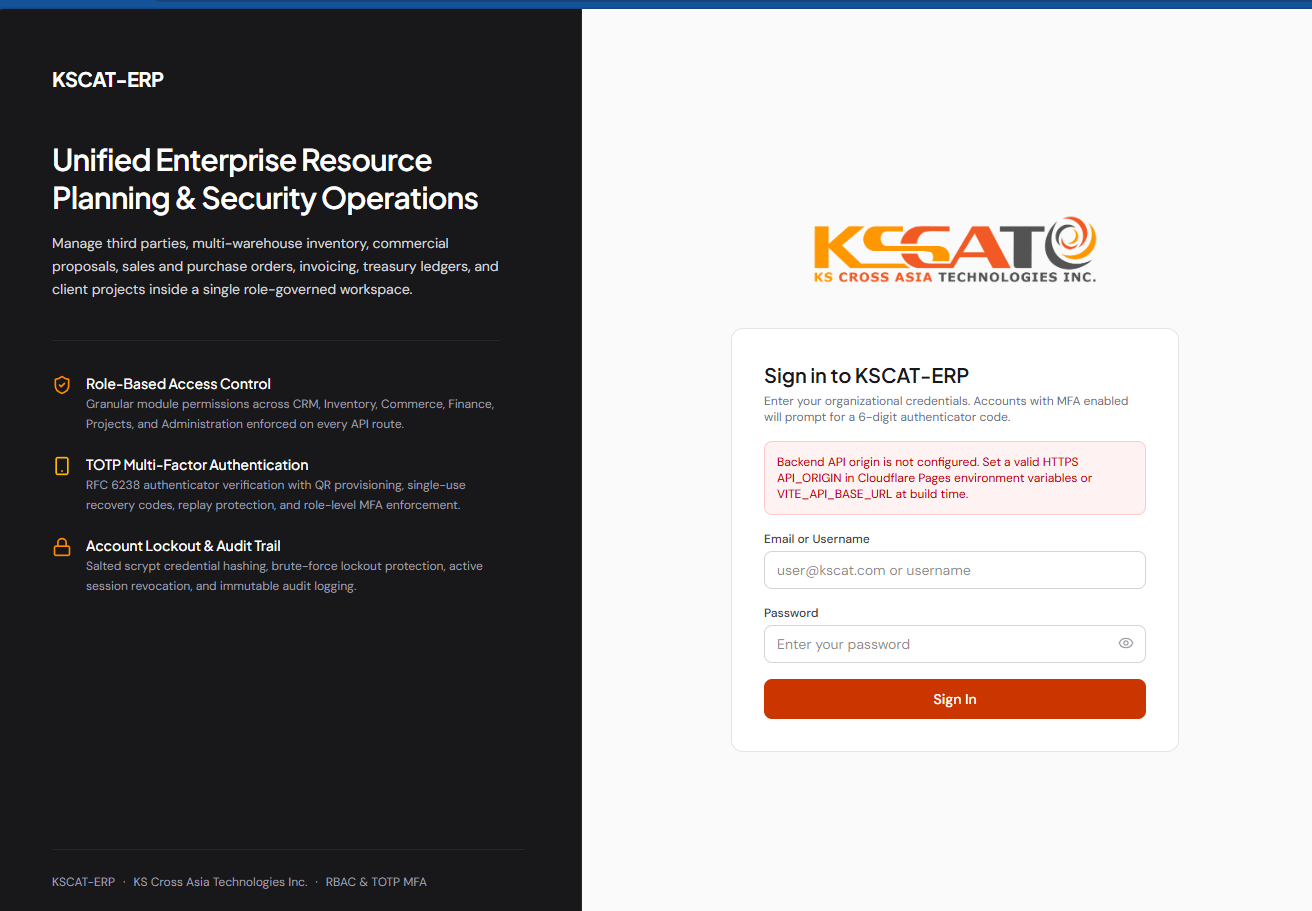 KSCAT-ERP
Unified Enterprise Resource
Planning & Security Operations
Manage third parties, multi-warehouse inventory, commercial
proposals, sales and purchase orders, invoicing, treasury ledgers, and
client projects inside a single role-governed workspace.
Role-Based Access Control
Granular module permissions across CRM, Inventory, Commerce, Finance,
Projects, and Administration enforced on every API route.
TOTP Multi-Factor Authentication
RFC 6238 authenticator verification with QR provisioning, single-use
recovery codes, replay protection, and role-level MFA enforcement.
Account Lockout & Audit Trail
Salted scrypt credential hashing, brute-force lockout protection, active
session revocation, and immutable audit logging.
KSCAT-ERP · KS Cross Asia Technologies Inc. · RBAC & TOTP MFA
KSCAT
KS CROSS ASIA TECHNOLOGIES INC.
Sign in to KSCAT-ERP
Enter your organizational credentials. Accounts with MFA enabled
will prompt for a 6-digit authenticator code.
Backend API origin is not configured. Set a valid HTTPS
API_ORIGIN in Cloudflare Pages environment variables or
VITE_API_BASE_URL at build time.
Email or Username
user@kscat.com or username
Password
Enter your password
Sign In